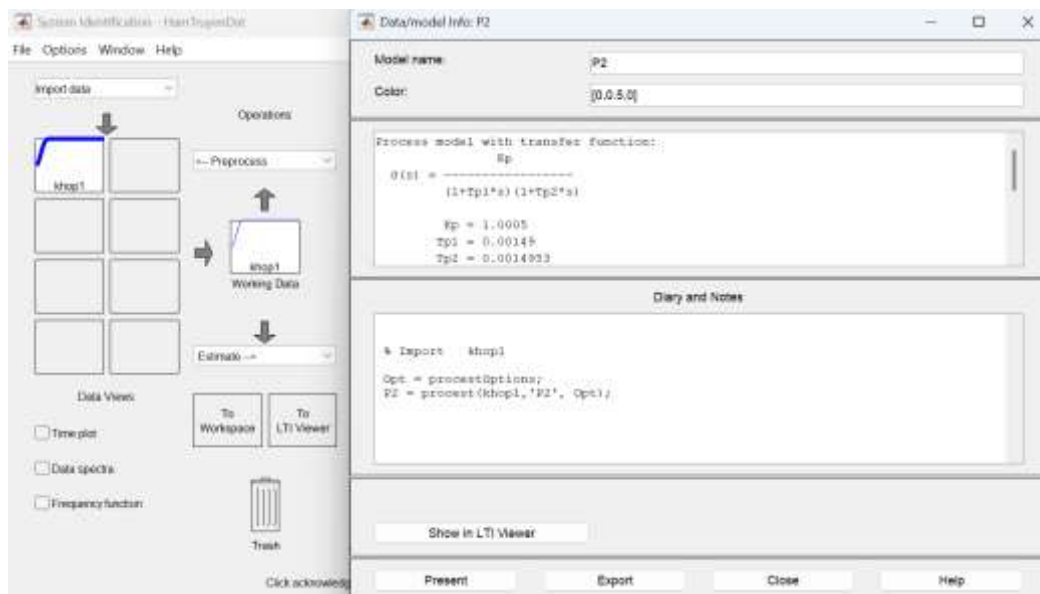 System Identification - HamTruyenDat
File Options Window Help
Import data
Operations:
khop1
<-- Preprocess
khop1
Working Data
Estimate -->
Data Views
To Workspace
To LTI Viewer
Time plot
Data spectra
Frequency function
Trash
Click
Data/model Info: P2
Model name: P2
Color: [0,0.5,0]
Process model with transfer function:
Kp
G(s) = -----------------
(1+Tp1*s)(1+Tp2*s)
Kp = 1.0005
Tp1 = 0.00149
Tp2 = 0.0014953
Diary and Notes
% Import khop1
Opt = procestOptions;
P2 = procest(khop1,'P2', Opt);
Show in LTI Viewer
Present
Export
Close
Help